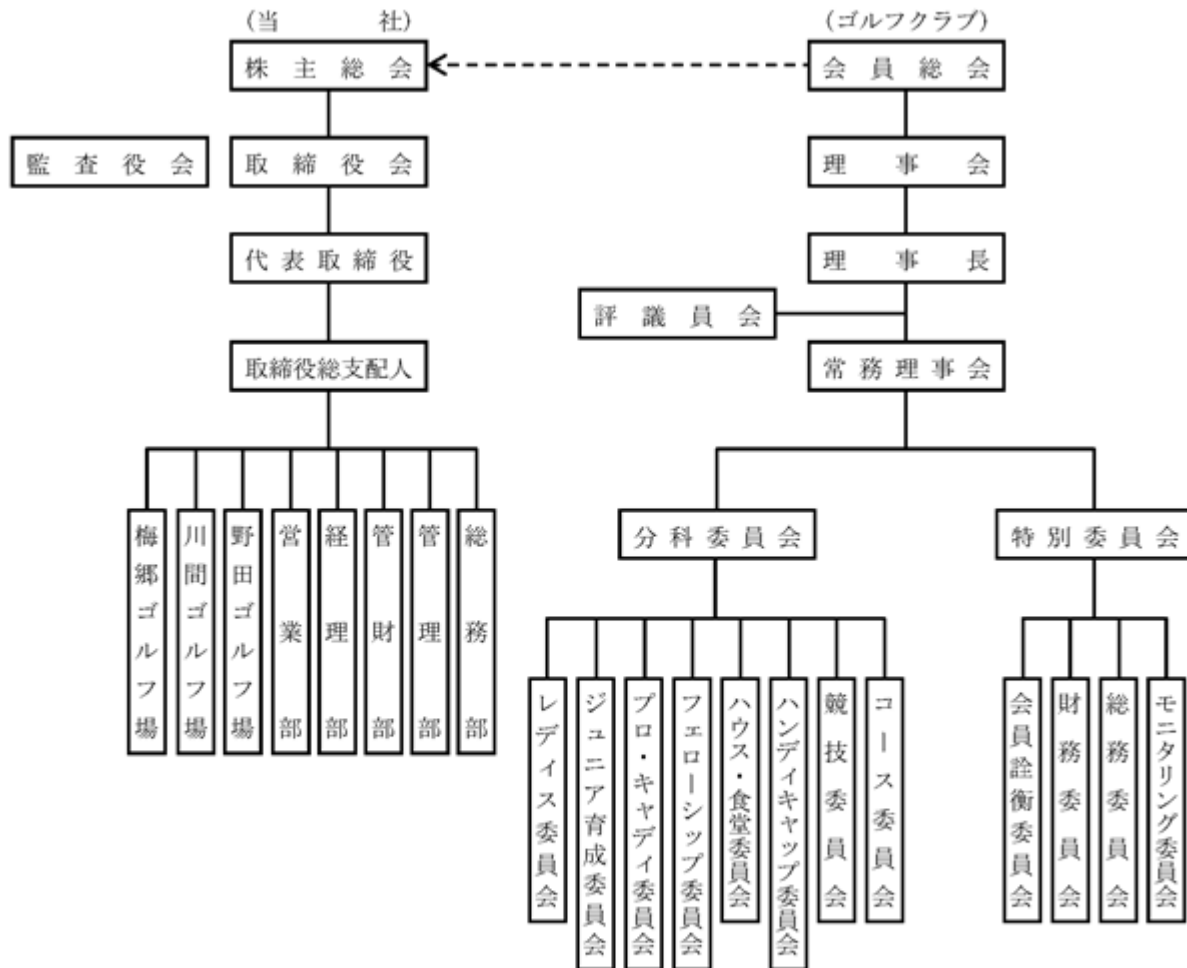 (当 社)
(ゴルフクラブ)
株主総会
会員総会
監査役会
取締役会
理事会
代表取締役
理事長
評議員会
取締役総支配人
常務理事会
梅郷ゴルフ場
川間ゴルフ場
野田ゴルフ場
営業部
経理部
管財部
管理部
総務部
分科委員会
特別委員会
レディス委員会
ジュニア育成委員会
プロ・キャディ委員会
フェローシップ委員会
ハウス・食堂委員会
ハンディキャップ委員会
競技委員会
コース委員会
会員詮衡委員会
財務委員会
総務委員会
モニタリング委員会